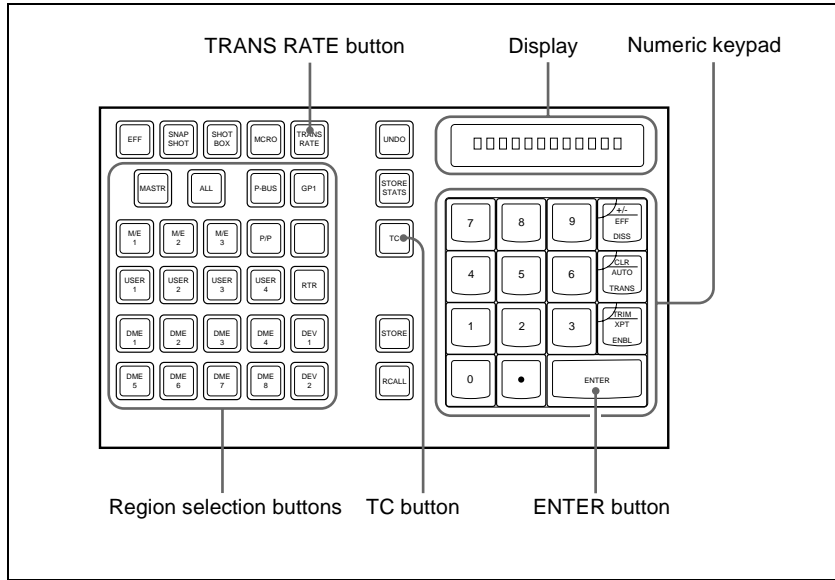 TRANS RATE button
Display
Numeric keypad
EFF
SNAP
SHOT
SHOT
BOX
MCRO
TRANS
RATE
UNDO
MASTR
ALL
P-BUS
GP1
STORE
STATS
M/E
1
M/E
2
M/E
3
P/P
TC
USER
1
USER
2
USER
3
USER
4
RTR
DME
1
DME
2
DME
3
DME
4
DEV
1
STORE
DME
5
DME
6
DME
7
DME
8
DEV
2
RCALL
7
8
9
+/-
EFF
DISS
4
5
6
CLR
AUTO
TRANS
1
2
3
TRIM
XPT
ENBL
0
•
ENTER
Region selection buttons
TC button
ENTER button